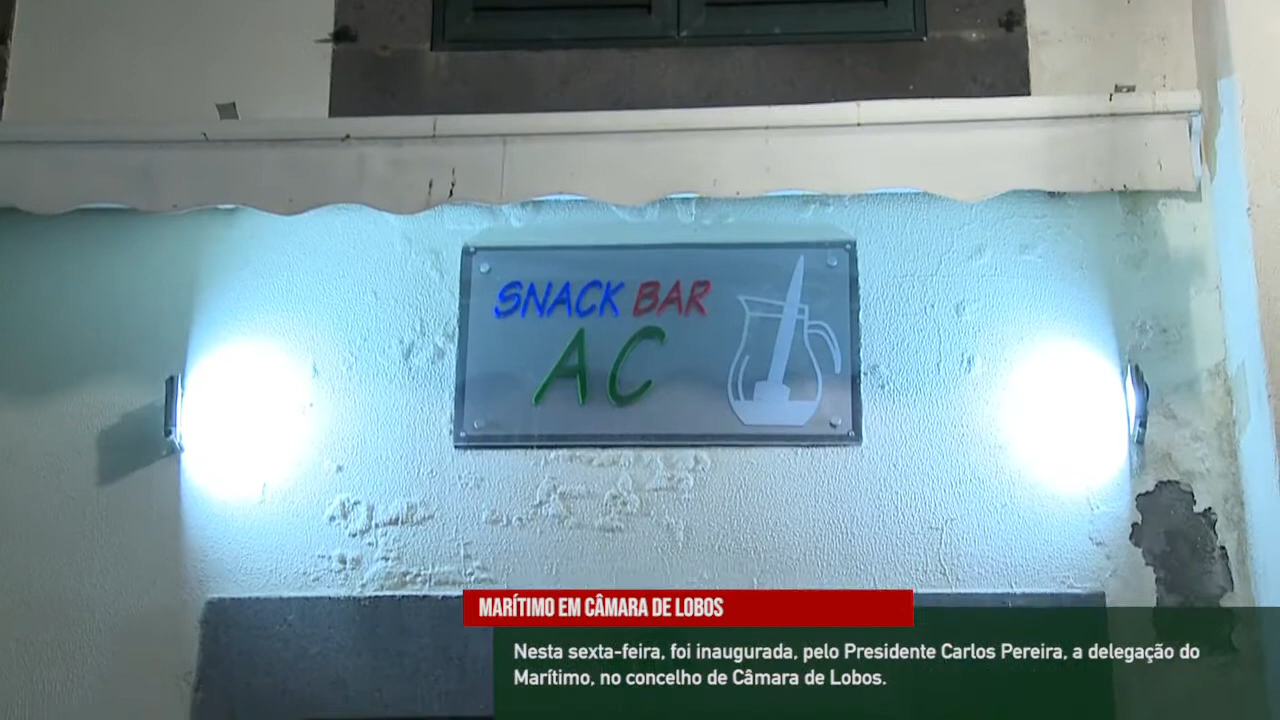 SNACK BAR
AC
MARÍTIMO EM CÂMARA DE LOBOS
Nesta sexta-feira, foi inaugurada, pelo Presidente Carlos Pereira, a delegação do
Marítimo, no concelho de Câmara de Lobos.